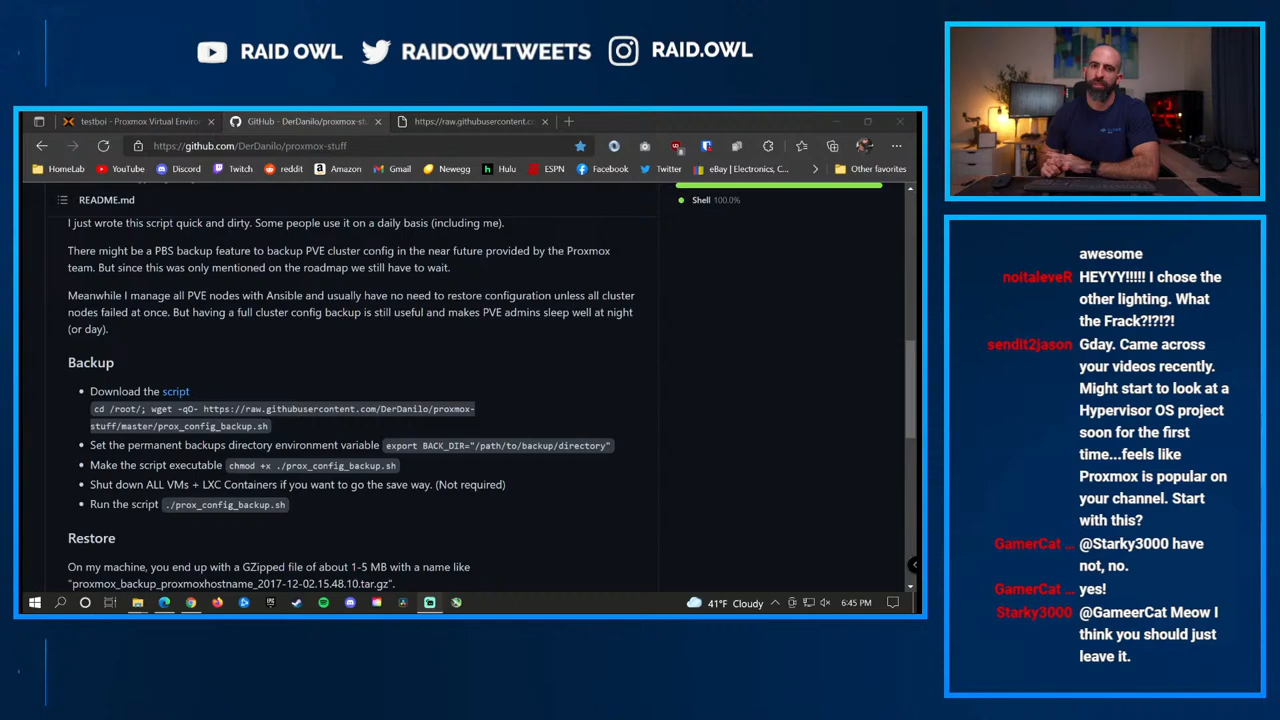 RAID OWL
RAIDOWLTWEETS
RAID.OWL
testboi - Proxmox Virtual Enviro
GitHub - DerDanilo/proxmox-st
https://raw.githubusercontent.c
https://github.com/DerDanilo/proxmox-stuff
HomeLab
YouTube
Discord
Twitch
reddit
Amazon
Gmail
Newegg
Hulu
ESPN
Facebook
Twitter
eBay | Electronics, C...
Other favorites
README.md
I just wrote this script quick and dirty. Some people use it on a daily basis (including me).
There might be a PBS backup feature to backup PVE cluster config in the near future provided by the Proxmox
team. But since this was only mentioned on the roadmap we still have to wait.
Meanwhile I manage all PVE nodes with Ansible and usually have no need to restore configuration unless all cluster
nodes failed at once. But having a full cluster config backup is still useful and makes PVE admins sleep well at night
(or day).
Backup
Download the script
cd /root/; wget -qO- https://raw.githubusercontent.com/DerDanilo/proxmox-
stuff/master/prox_config_backup.sh
Set the permanent backups directory environment variable export BACK_DIR="/path/to/backup/directory"
Make the script executable chmod +x ./prox_config_backup.sh
Shut down ALL VMs + LXC Containers if you want to go the save way. (Not required)
Run the script ./prox_config_backup.sh
Restore
On my machine, you end up with a GZipped file of about 1-5 MB with a name like
"proxmox_backup_proxmoxhostname_2017-12-02.15.48.10.tar.gz".
Shell 100.0%
41°F Cloudy
6:45 PM
awesome
noitaleveR HEYYY!!!!! I chose the
other lighting. What
the Frack?!?!?!
sendit2jason Gday. Came across
your videos recently.
Might start to look at a
Hypervisor OS project
soon for the first
time...feels like
Proxmox is popular on
your channel. Start
with this?
GamerCat ... @Starky3000 have
not, no.
GamerCat ... yes!
Starky3000 @GameerCat Meow I
think you should just
leave it.